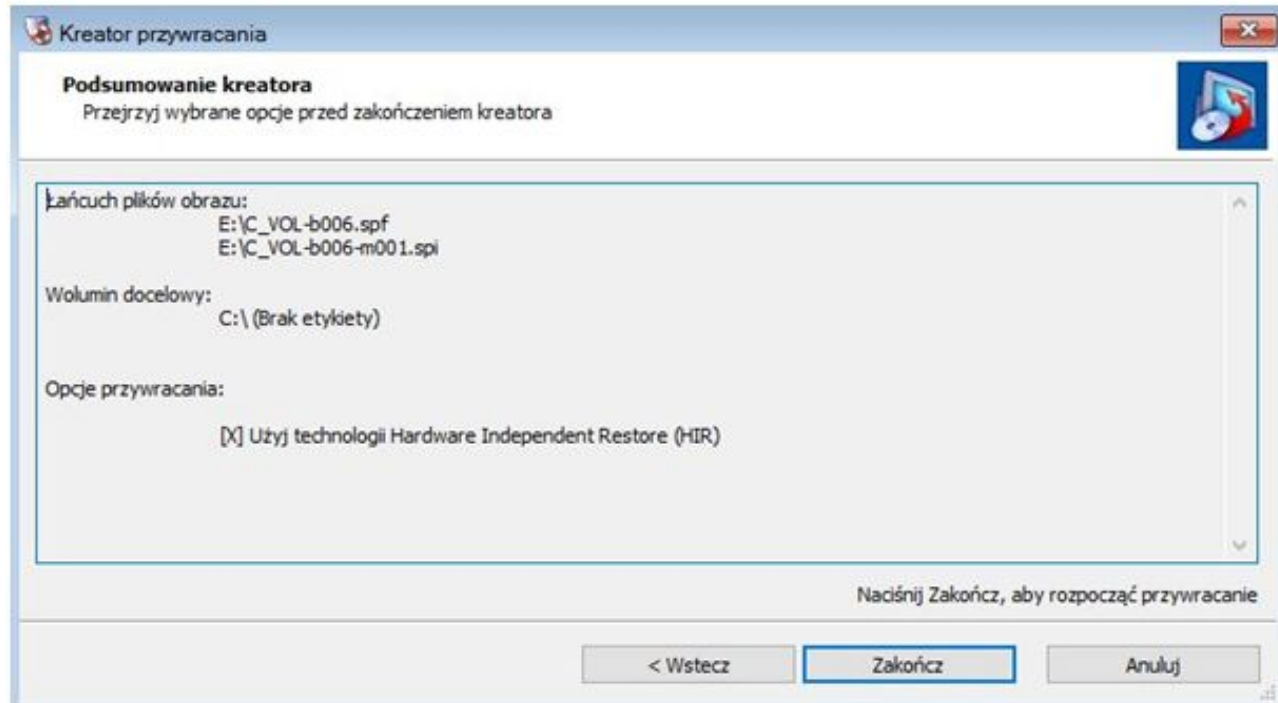 Kreator przywracania
Podsumowanie kreatora
Przejrzyj wybrane opcje przed zakończeniem kreatora
Łańcuch plików obrazu:
E:\C_VOL-b006.spf
E:\C_VOL-b006-m001.spi
Wolumin docelowy:
C:\ (Brak etykiety)
Opcje przywracania:
[X] Użyj technologii Hardware Independent Restore (HIR)
Naciśnij Zakończ, aby rozpocząć przywracanie
< Wstecz
Zakończ
Anuluj